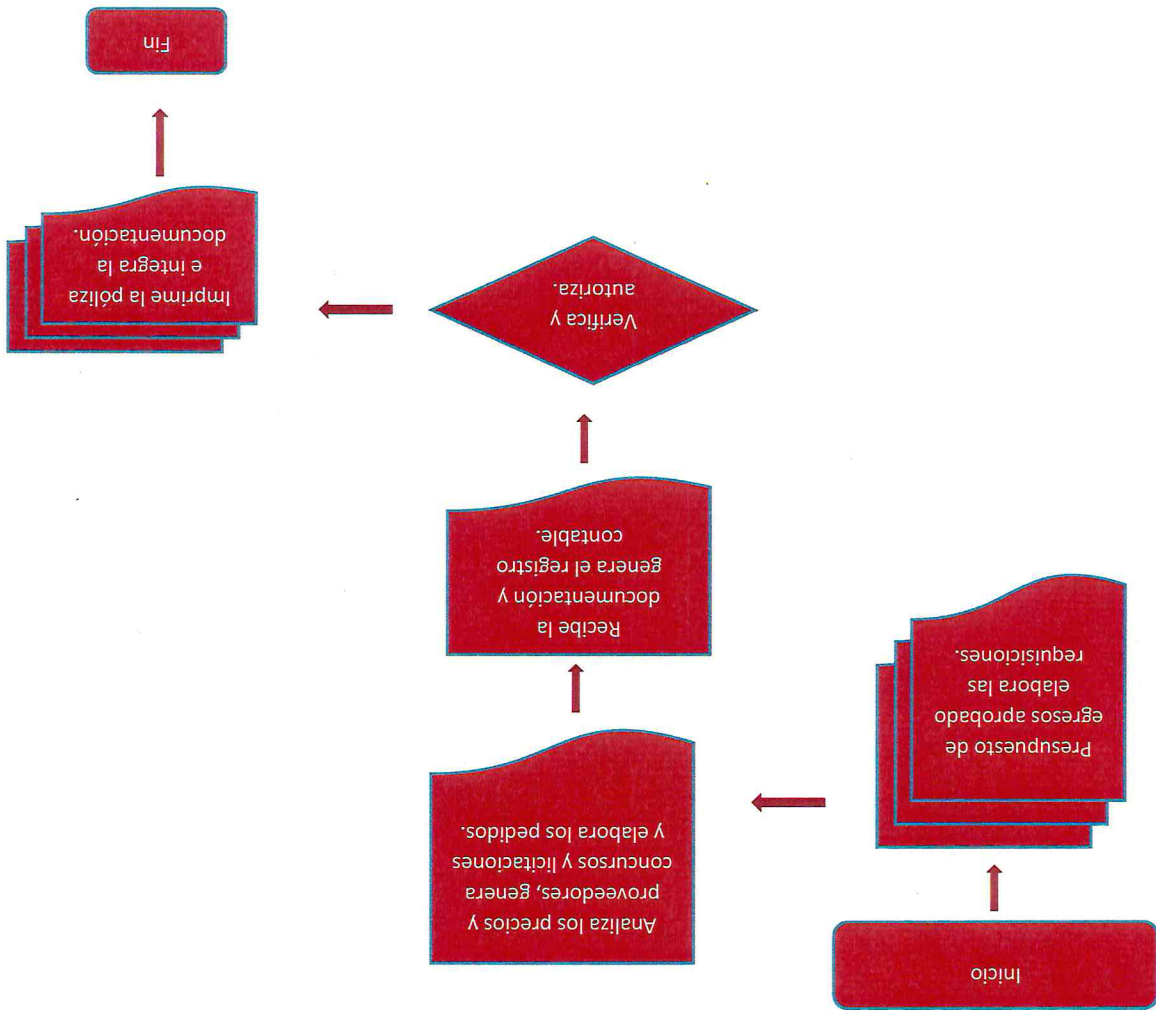 Inicio
Presupuesto de
egresos aprobado
elabora las
requisiciones.
Analiza los precios y
proveedores, genera
concursos y licitaciones
y elabora los pedidos.
Recibe la
documentación y
genera el registro
contable.
Verifica y
autoriza.
Imprime la póliza
e integra la
documentación.
Fin